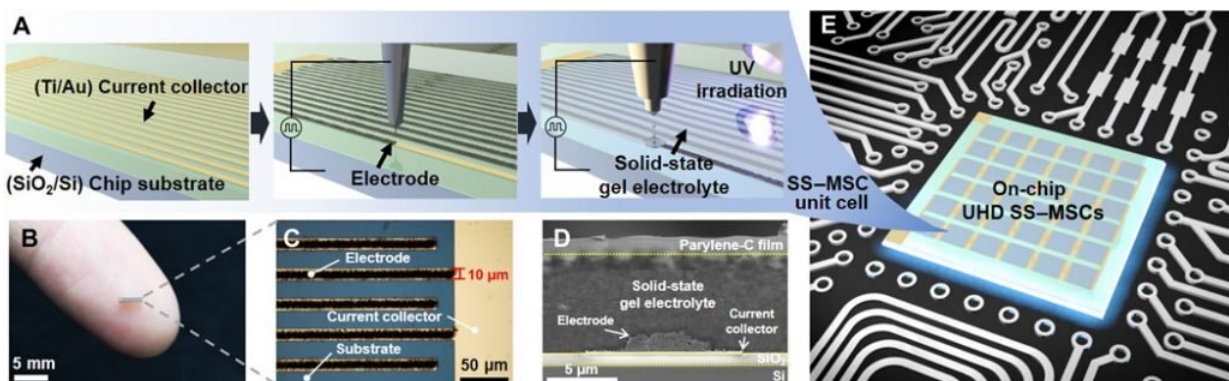 A
(Ti/Au) Current collector
(SiO2/Si) Chip substrate
Electrode
UV
irradiation
Solid-state
gel electrolyte
SS–MSC
unit cell
E
On-chip
UHD SS–MSCs
B
5 mm
C
Electrode
10 μm
Current collector
Substrate
50 μm
D
Parylene-C film
Solid-state
gel electrolyte
Electrode
Current
collector
SiO2
Si
5 μm